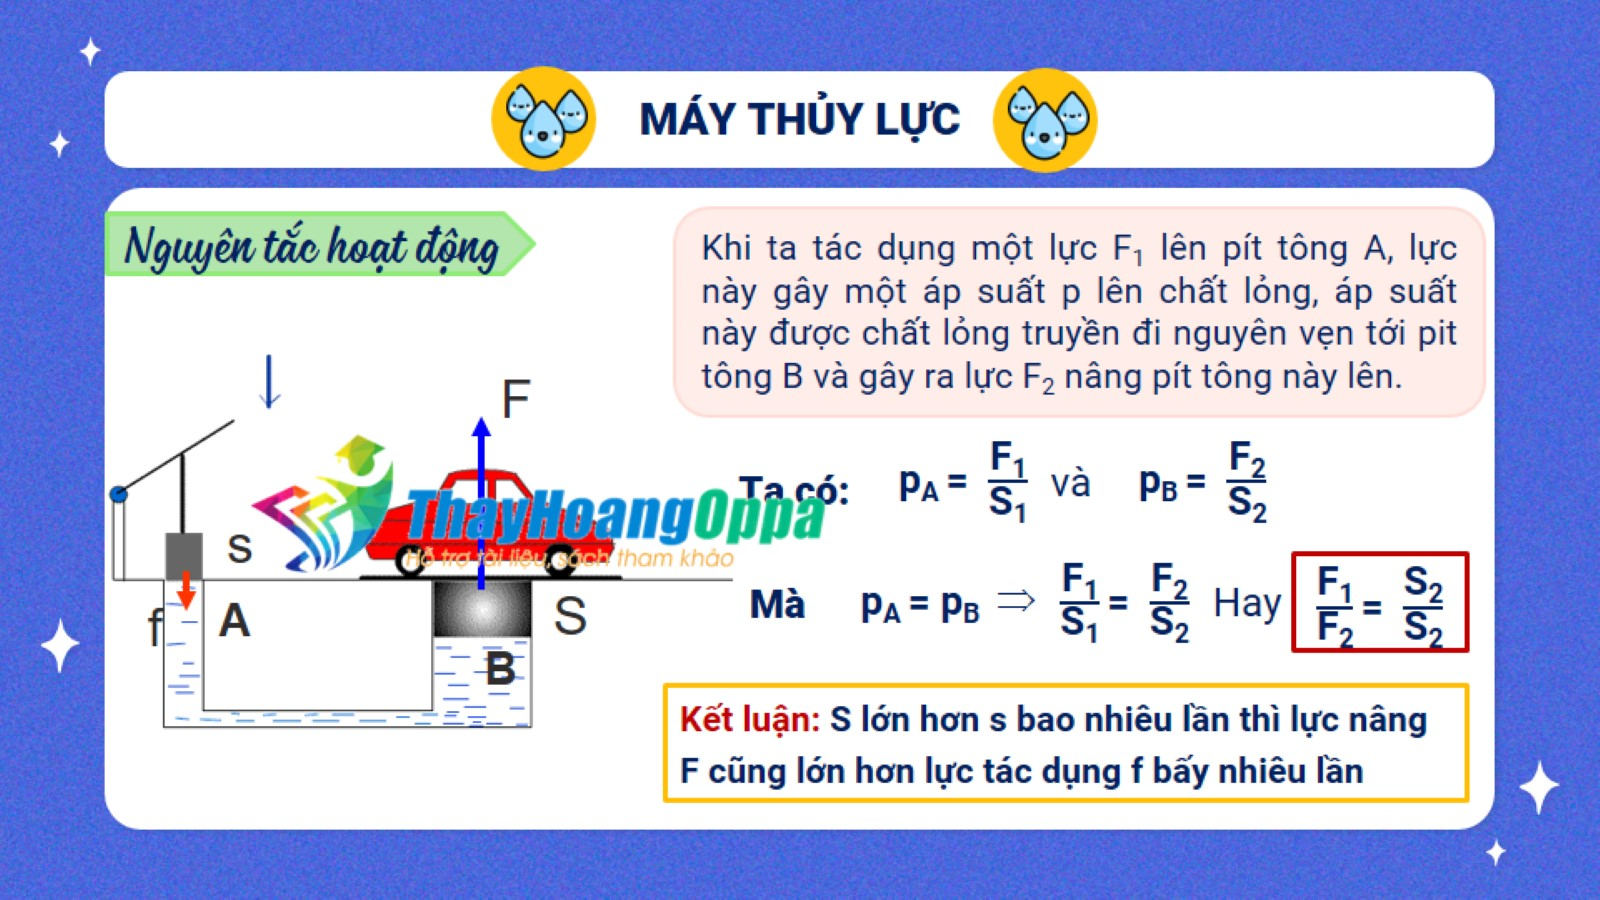 MÁY THỦY LỰC
Nguyên tắc hoạt động
Khi ta tác dụng một lực F₁ lên pít tông A, lực
này gây một áp suất p lên chất lỏng, áp suất
này được chất lỏng truyền đi nguyên vẹn tới pit
tông B và gây ra lực F₂ nâng pít tông này lên.
F
s
f
A
S
B
ThayHoangOppa
Hỗ trợ tài liệu, sách tham khảo
Ta có: p_A = F₁/S₁ và p_B = F₂/S₂
Mà p_A = p_B ⇒ F₁/S₁ = F₂/S₂ Hay F₁/F₂ = S₂/S₂
Kết luận: S lớn hơn s bao nhiêu lần thì lực nâng
F cũng lớn hơn lực tác dụng f bấy nhiêu lần